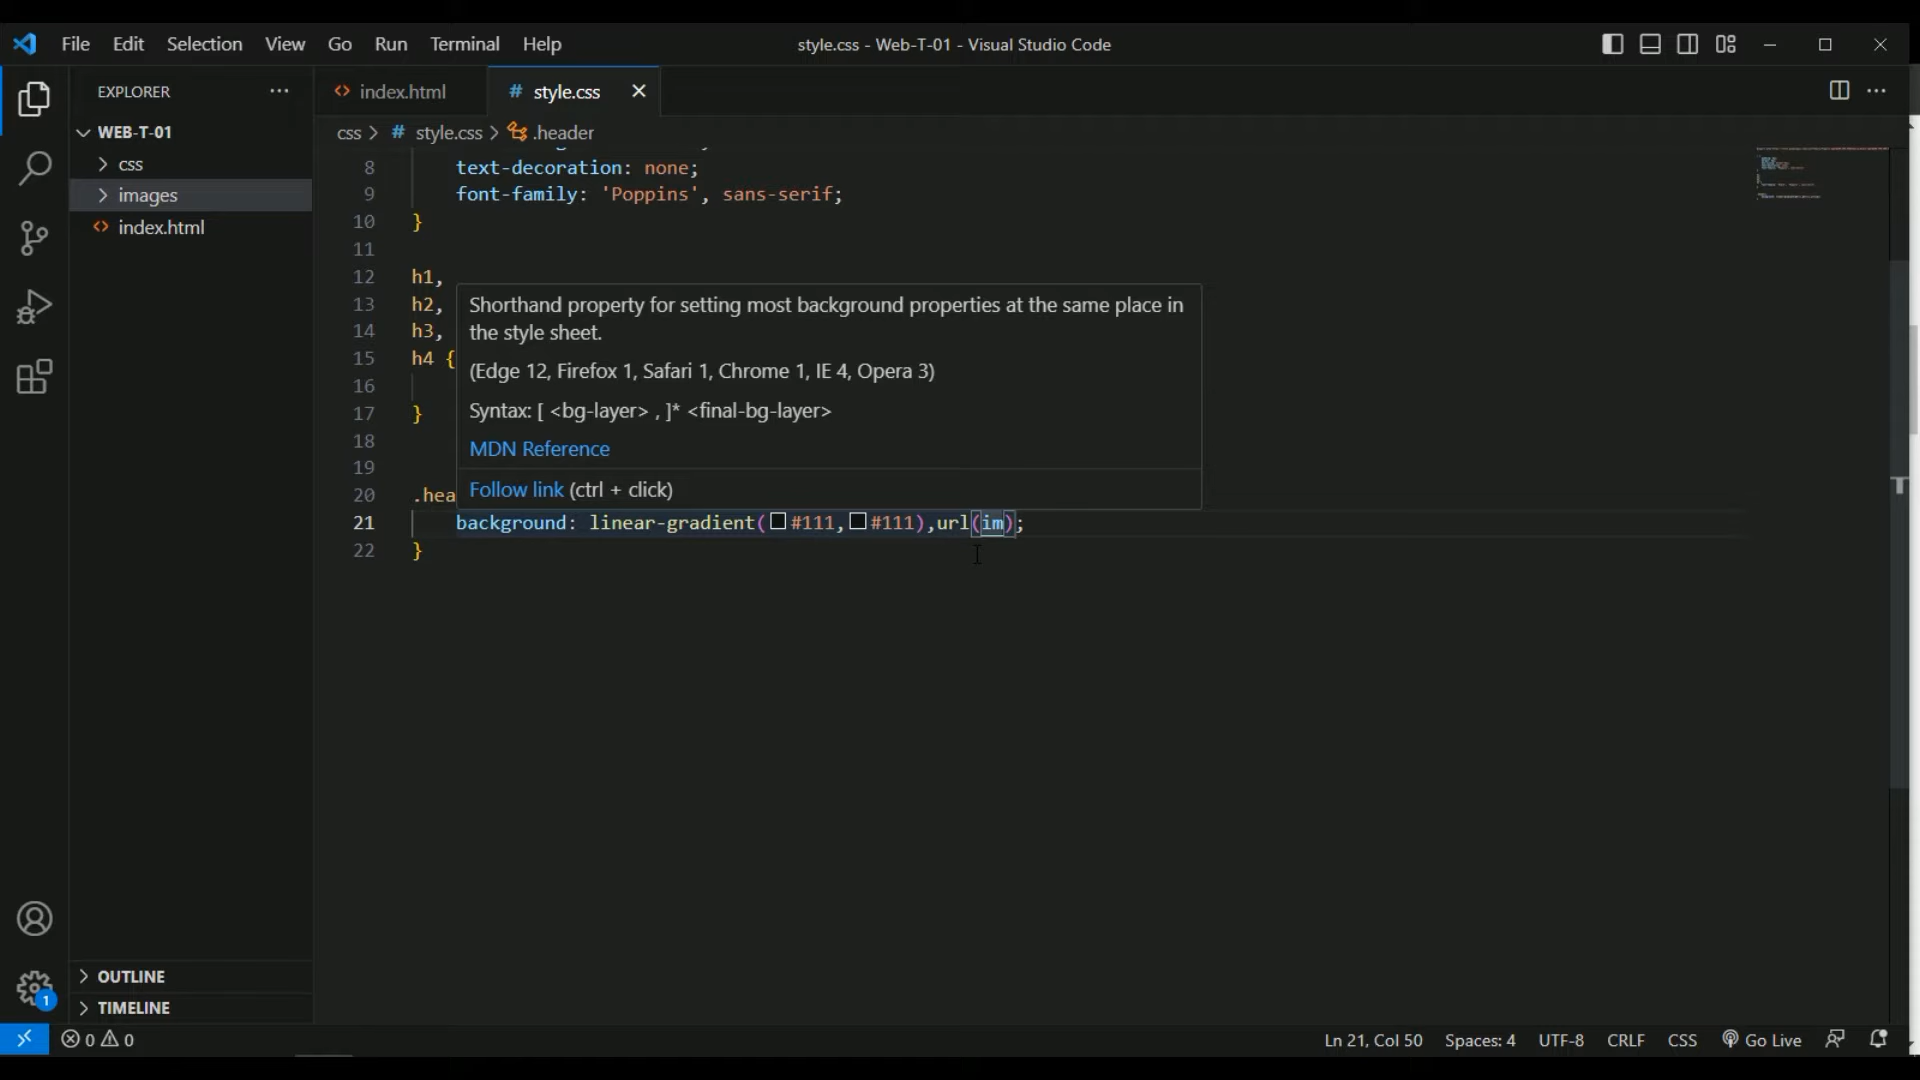 File Edit Selection View Go Run Terminal Help
style.css - Web-T-01 - Visual Studio Code
EXPLORER
index.html
# style.css
WEB-T-01
css
images
index.html
css > # style.css > .header
8 text-decoration: none;
9 font-family: 'Poppins', sans-serif;
10 }
11
12 h1,
13 h2,
14 h3,
15 h4 {
16
17 }
18
19
20 .hea
21 background: linear-gradient(#111,#111),url(im);
22 }
Shorthand property for setting most background properties at the same place in
the style sheet.
(Edge 12, Firefox 1, Safari 1, Chrome 1, IE 4, Opera 3)
Syntax: [ <bg-layer> , ]* <final-bg-layer>
MDN Reference
Follow link (ctrl + click)
OUTLINE
TIMELINE
1
0 0
Ln 21, Col 50 Spaces: 4 UTF-8 CRLF CSS Go Live